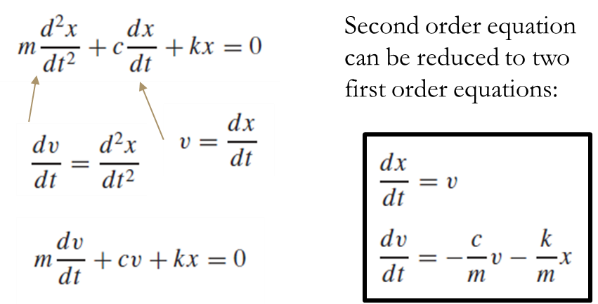 m d²x/dt² + c dx/dt + kx = 0
dv/dt = d²x/dt²   v = dx/dt
m dv/dt + cv + kx = 0
Second order equation
can be reduced to two
first order equations:
dx/dt = v
dv/dt = −c/m v − k/m x